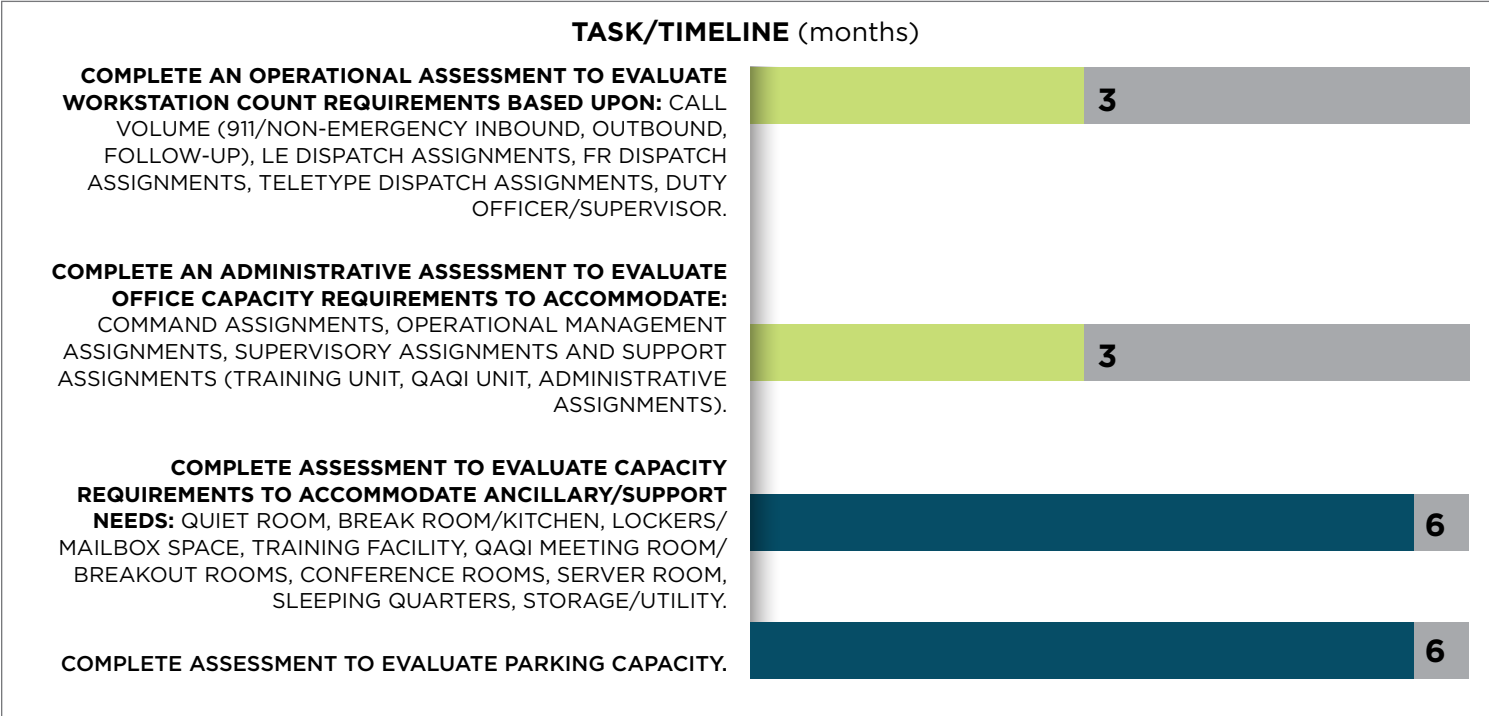 TASK/TIMELINE (months)
COMPLETE AN OPERATIONAL ASSESSMENT TO EVALUATE
WORKSTATION COUNT REQUIREMENTS BASED UPON: CALL
VOLUME (911/NON-EMERGENCY INBOUND, OUTBOUND,
FOLLOW-UP), LE DISPATCH ASSIGNMENTS, FR DISPATCH
ASSIGNMENTS, TELETYPE DISPATCH ASSIGNMENTS, DUTY
OFFICER/SUPERVISOR.
3
COMPLETE AN ADMINISTRATIVE ASSESSMENT TO EVALUATE
OFFICE CAPACITY REQUIREMENTS TO ACCOMMODATE:
COMMAND ASSIGNMENTS, OPERATIONAL MANAGEMENT
ASSIGNMENTS, SUPERVISORY ASSIGNMENTS AND SUPPORT
ASSIGNMENTS (TRAINING UNIT, QAQI UNIT, ADMINISTRATIVE
ASSIGNMENTS).
3
COMPLETE ASSESSMENT TO EVALUATE CAPACITY
REQUIREMENTS TO ACCOMMODATE ANCILLARY/SUPPORT
NEEDS: QUIET ROOM, BREAK ROOM/KITCHEN, LOCKERS/
MAILBOX SPACE, TRAINING FACILITY, QAQI MEETING ROOM/
BREAKOUT ROOMS, CONFERENCE ROOMS, SERVER ROOM,
SLEEPING QUARTERS, STORAGE/UTILITY.
6
COMPLETE ASSESSMENT TO EVALUATE PARKING CAPACITY.
6